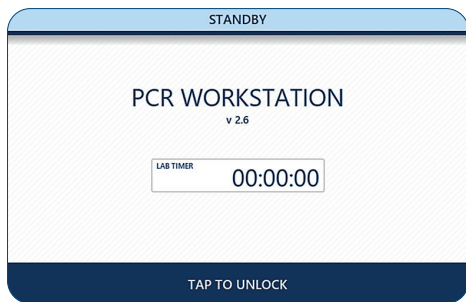 STANDBY
PCR WORKSTATION
v 2.6
LAB TIMER
00:00:00
TAP TO UNLOCK